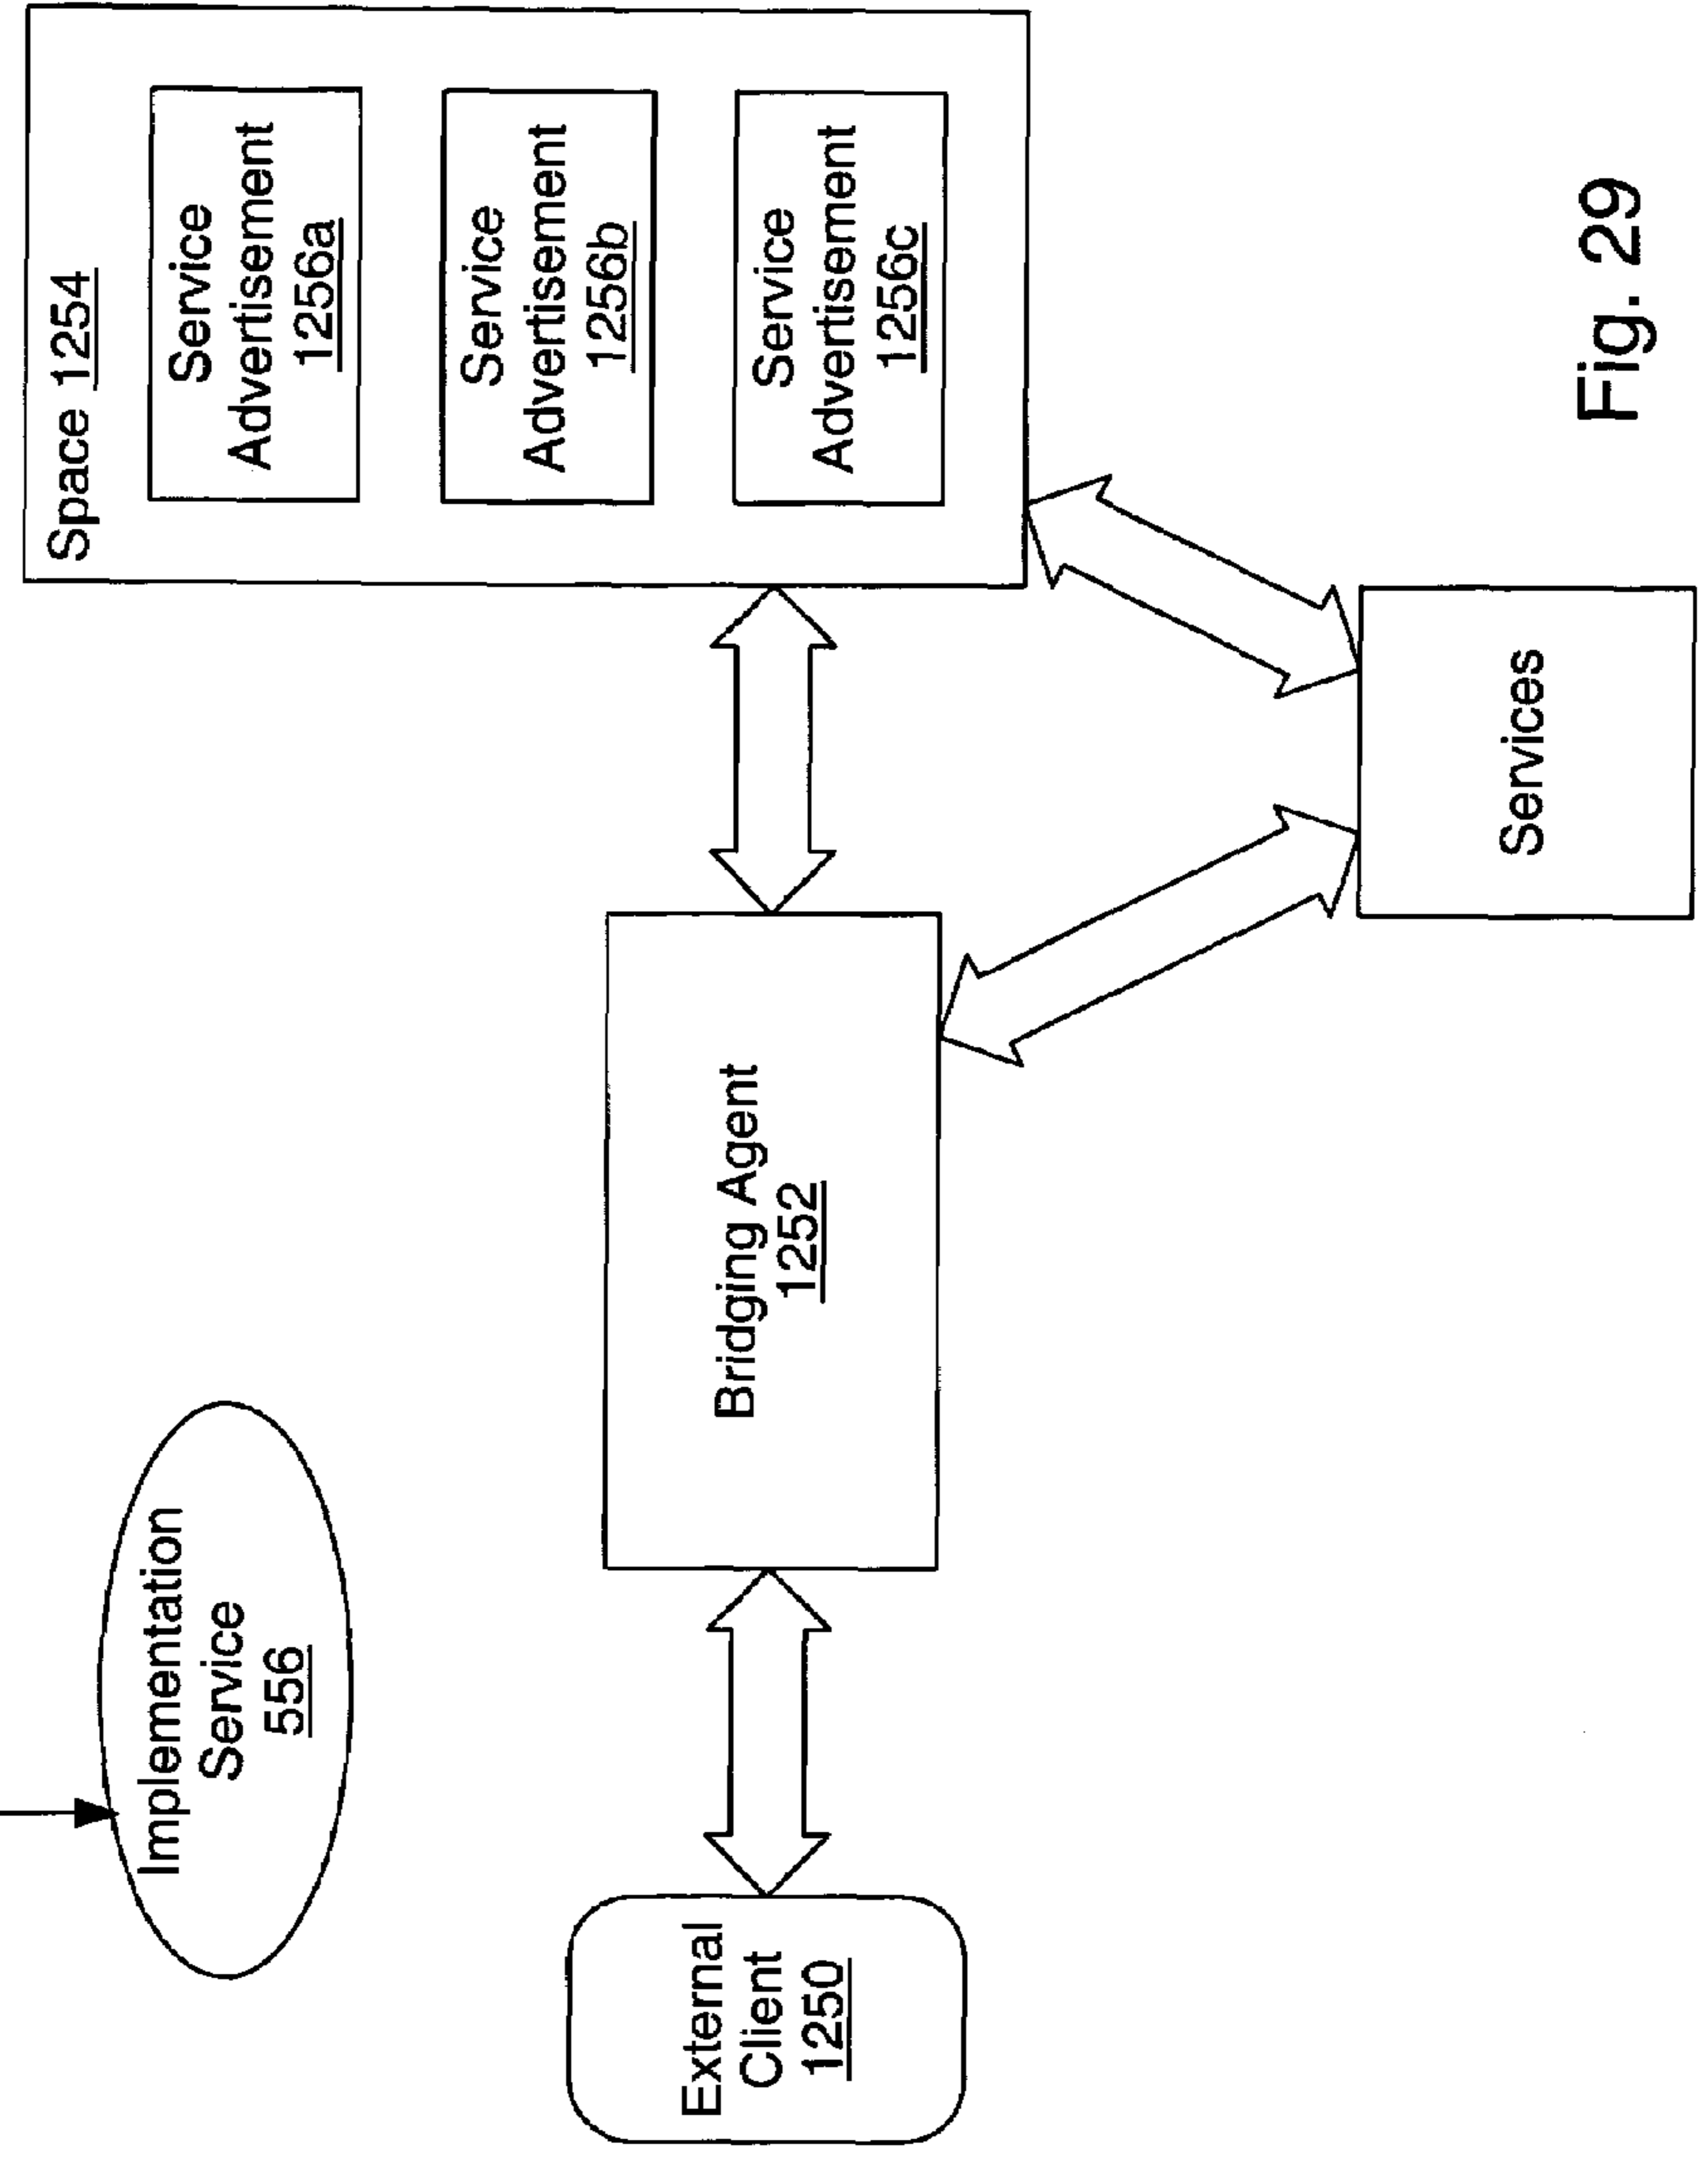 Implementation
Service
556
External
Client
1250
Bridging Agent
1252
Space 1254
Service
Advertisement
1256a
Service
Advertisement
1256b
Service
Advertisement
1256c
Services
Fig. 29